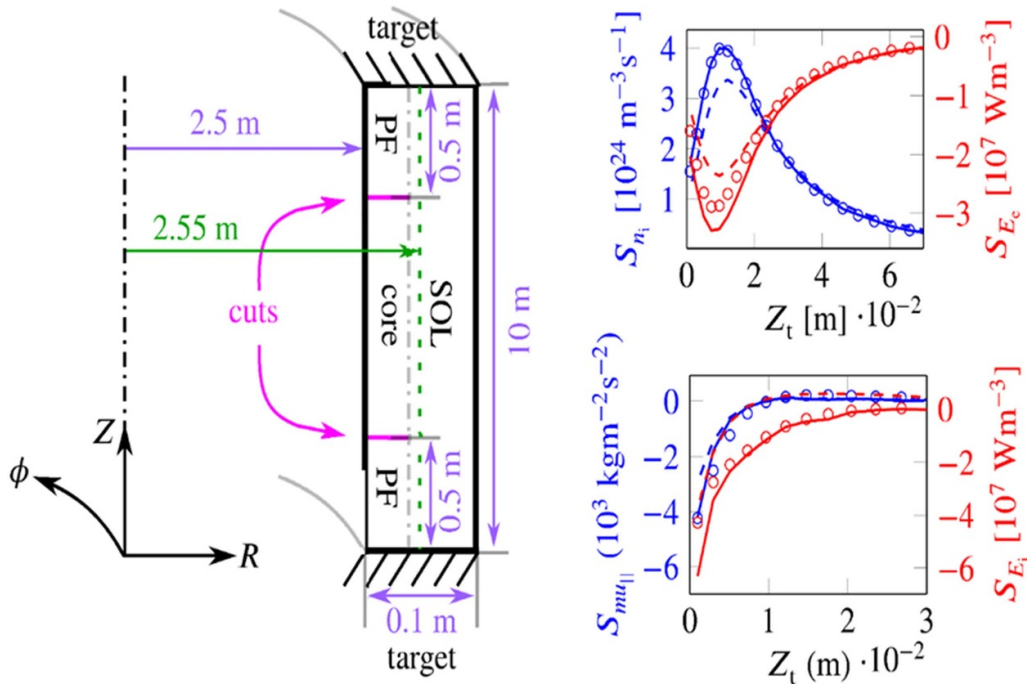 target
2.5 m
PF
0.5 m
2.55 m
cuts
core
SOL
10 m
Z
ϕ
R
PF
0.5 m
0.1 m
target
S_{n_i} [10^{24} m^{-3}s^{-1}]
4
3
2
1
0
-1
-2
-3
S_{E_e} [10^7 Wm^{-3}]
0 2 4 6
Z_t [m] ·10^{-2}
S_{mu_{||}} (10^3 kgm^{-2}s^{-2})
0
-2
-4
-6
0
-2
-4
-6
S_{E_i} [10^7 Wm^{-3}]
0 1 2 3
Z_t (m) ·10^{-2}